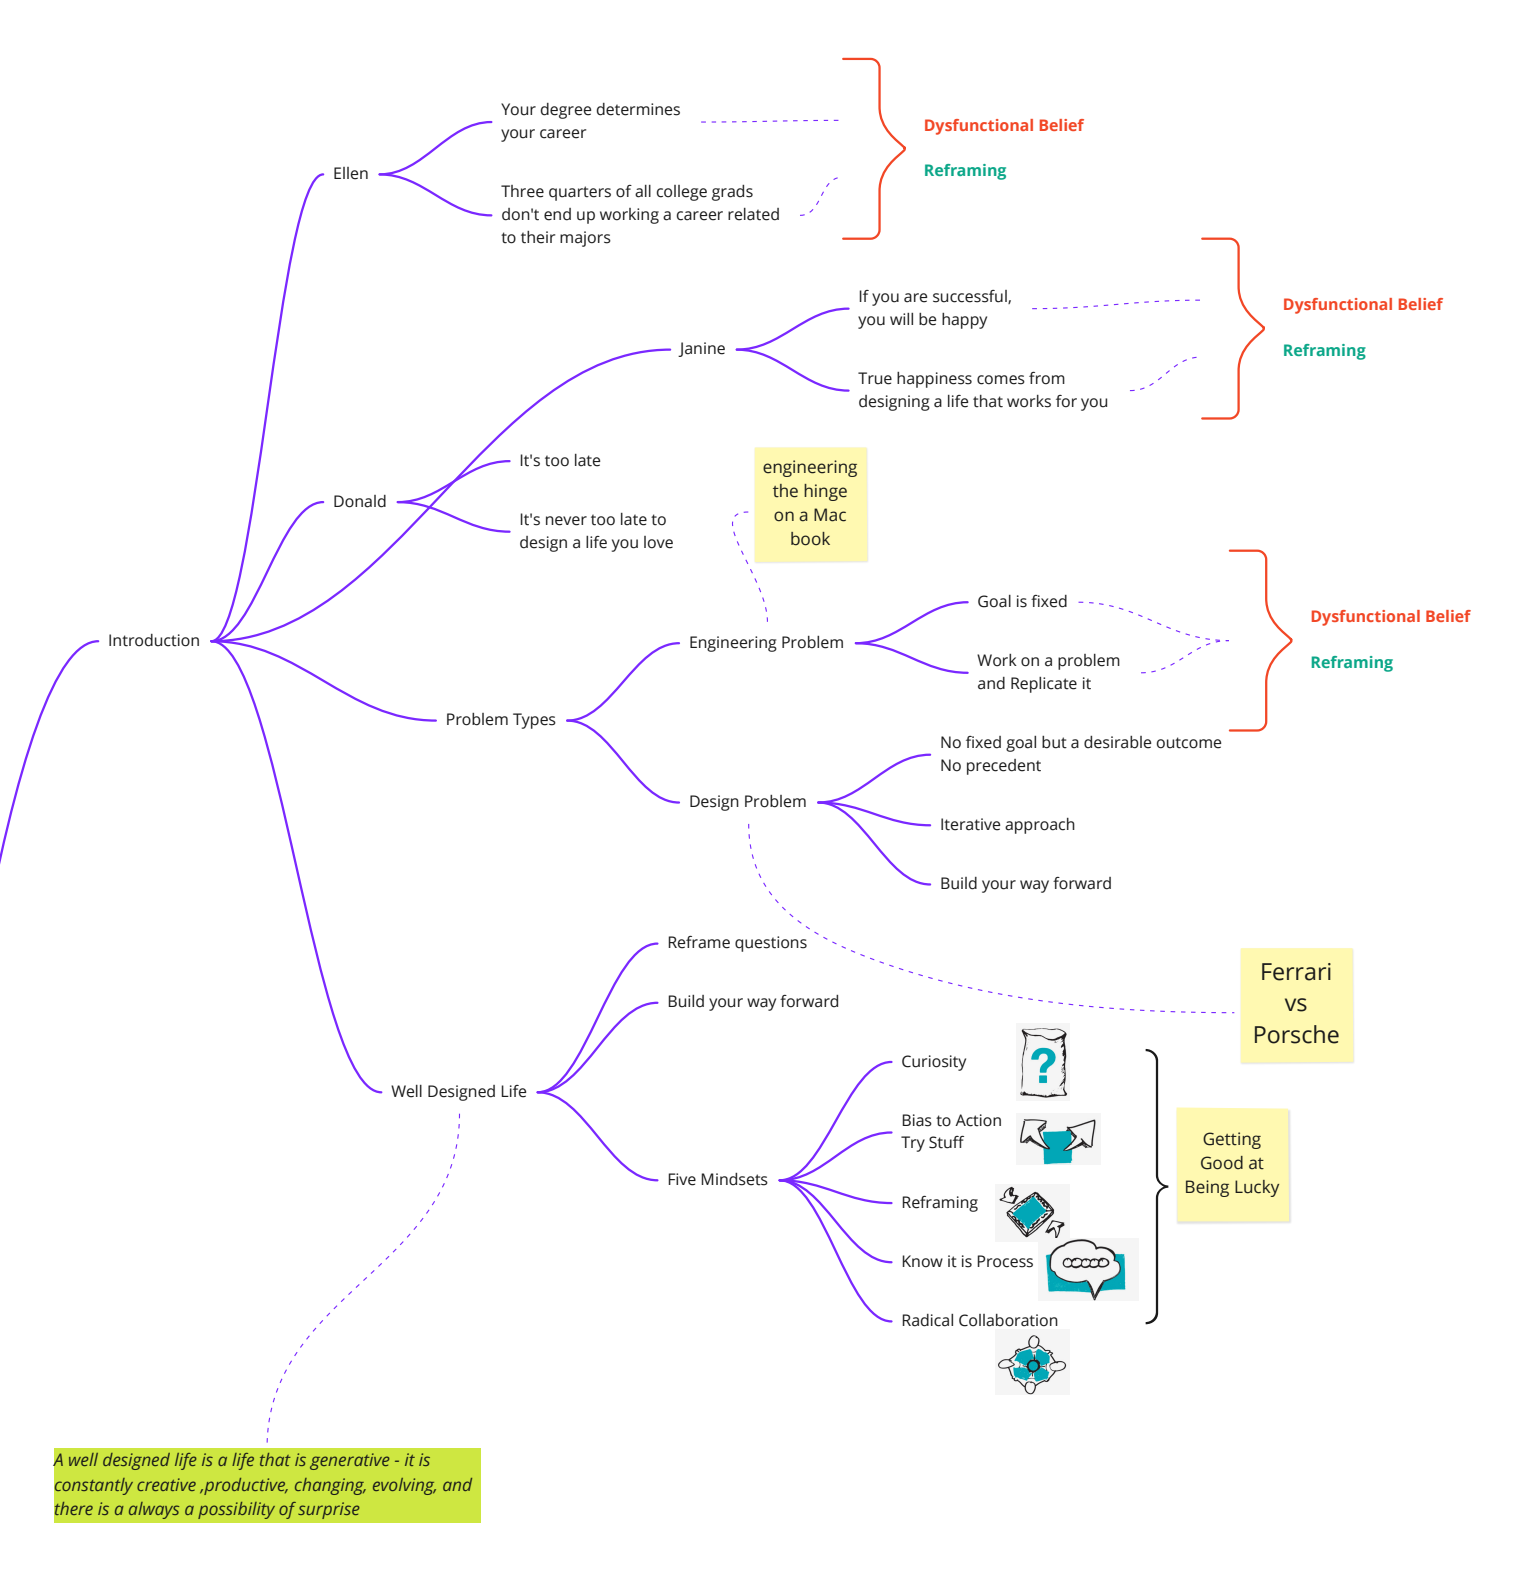 Your degree determines
your career
Dysfunctional Belief
Reframing
Ellen
Three quarters of all college grads
don't end up working a career related
to their majors
If you are successful,
you will be happy
Dysfunctional Belief
Reframing
Janine
True happiness comes from
designing a life that works for you
Donald
It's too late
It's never too late to
design a life you love
engineering
the hinge
on a Mac
book
Introduction
Problem Types
Engineering Problem
Goal is fixed
Work on a problem
and Replicate it
Dysfunctional Belief
Reframing
Design Problem
No fixed goal but a desirable outcome
No precedent
Iterative approach
Build your way forward
Ferrari
vs
Porsche
Well Designed Life
Reframe questions
Build your way forward
Five Mindsets
Curiosity
?
Bias to Action
Try Stuff
Reframing
Know it is Process
Radical Collaboration
Getting
Good at
Being Lucky
A well designed life is a life that is generative - it is
constantly creative ,productive, changing, evolving, and
there is a always a possibility of surprise